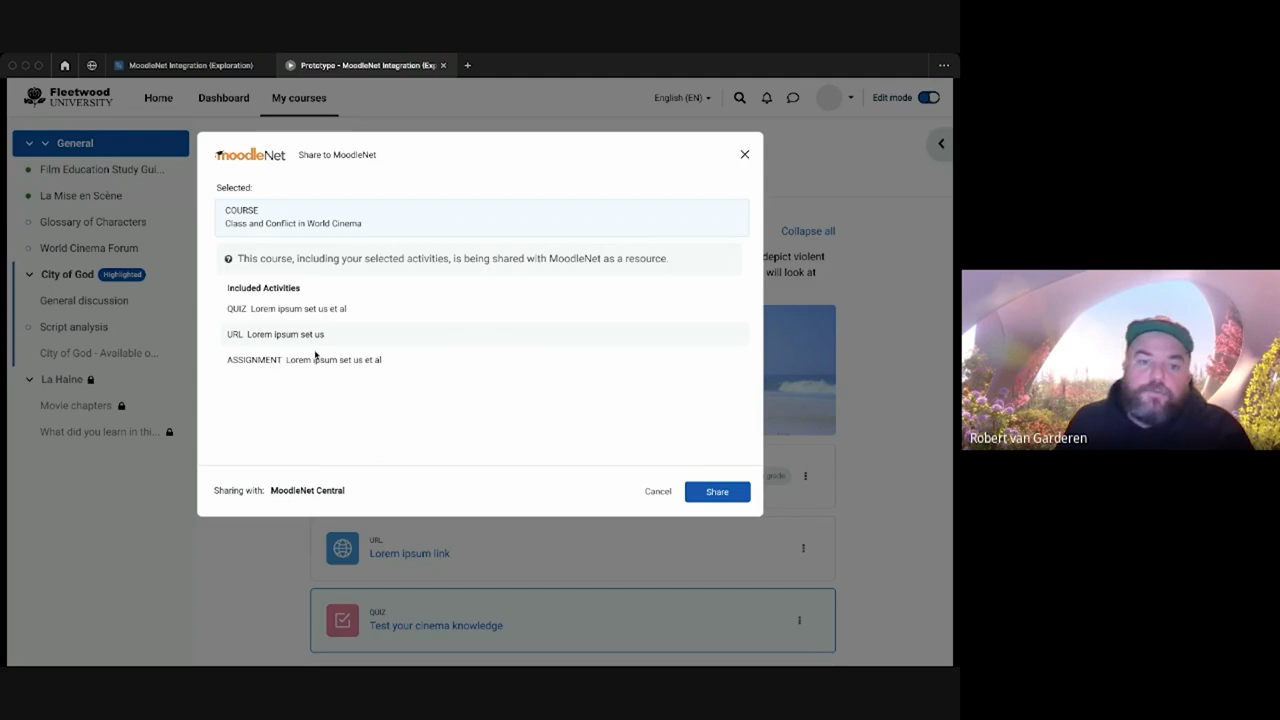 MoodleNet Integration (Exploration)
Prototype - MoodleNet Integration (Exp
Fleetwood
UNIVERSITY
Home
Dashboard
My courses
English (EN)
Edit mode
General
Film Education Study Gui...
La Mise en Scène
Glossary of Characters
World Cinema Forum
City of God
Highlighted
General discussion
Script analysis
City of God - Available o...
La Haine
Movie chapters
What did you learn in thi...
moodleNet
Share to MoodleNet
Selected:
COURSE
Class and Conflict in World Cinema
This course, including your selected activities, is being shared with MoodleNet as a resource.
Included Activities
QUIZ Lorem ipsum set us et al
URL Lorem ipsum set us
ASSIGNMENT Lorem ipsum set us et al
Sharing with: MoodleNet Central
Cancel
Share
Collapse all
depict violent
will look at
grade
URL
Lorem ipsum link
QUIZ
Test your cinema knowledge
Robert van Garderen